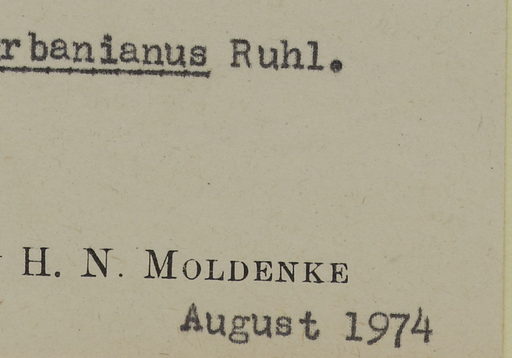 rbanianus Ruhl.
H. N. MOLDENKE
August 1974